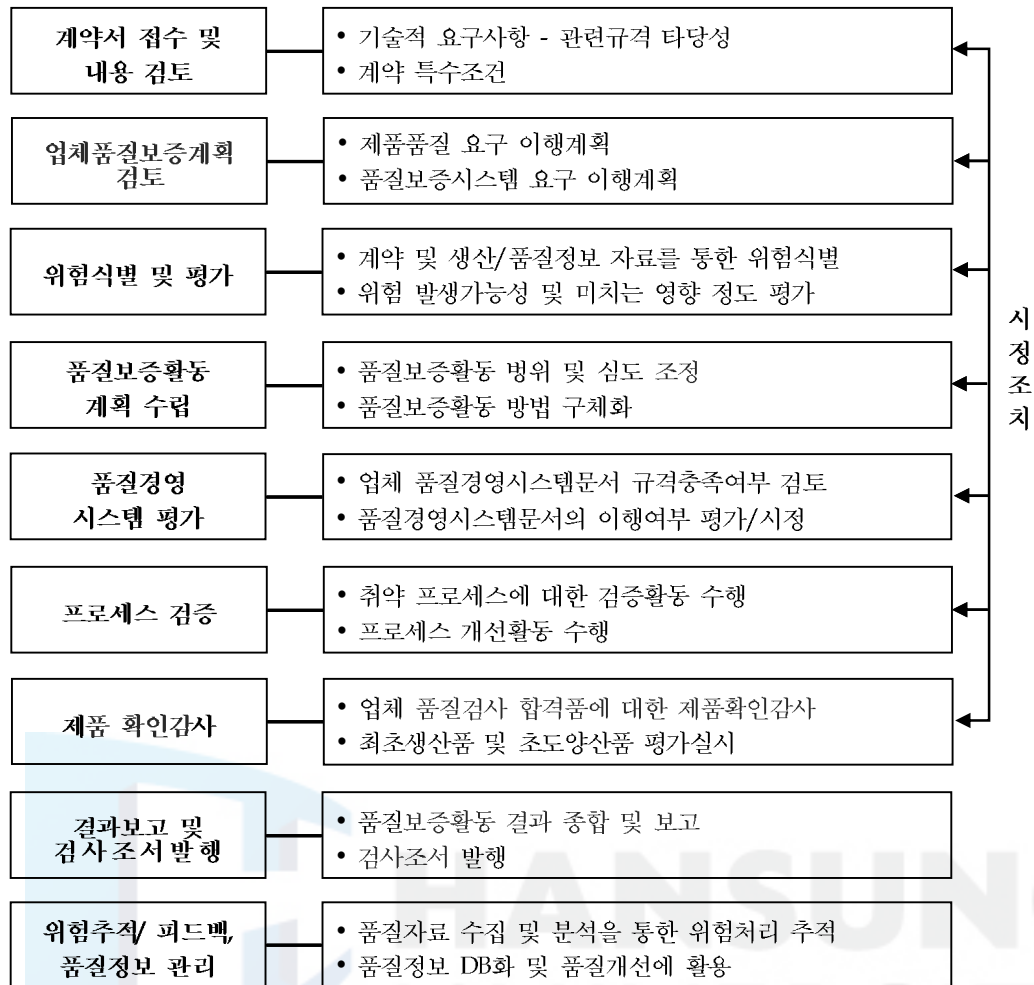 계약서 접수 및
내용 검토
• 기술적 요구사항 - 관련규격 타당성
• 계약 특수조건
업체품질보증계획
검토
• 제품품질 요구 이행계획
• 품질보증시스템 요구 이행계획
위험식별 및 평가
• 계약 및 생산/품질정보 자료를 통한 위험식별
• 위험 발생가능성 및 미치는 영향 정도 평가
품질보증활동
계획 수립
• 품질보증활동 범위 및 심도 조정
• 품질보증활동 방법 구체화
품질경영
시스템 평가
• 업체 품질경영시스템문서 규격충족여부 검토
• 품질경영시스템문서의 이행여부 평가/시정
프로세스 검증
• 취약 프로세스에 대한 검증활동 수행
• 프로세스 개선활동 수행
제품 확인감사
• 업체 품질검사 합격품에 대한 제품확인감사
• 최초생산품 및 초도양산품 평가실시
결과보고 및
검사조서발행
• 품질보증활동 결과 종합 및 보고
• 검사조서 발행
위험추적/ 피드백,
품질정보 관리
• 품질자료 수집 및 분석을 통한 위험처리 추적
• 품질정보 DB화 및 품질개선에 활용
시
정
조
치
HANSUN